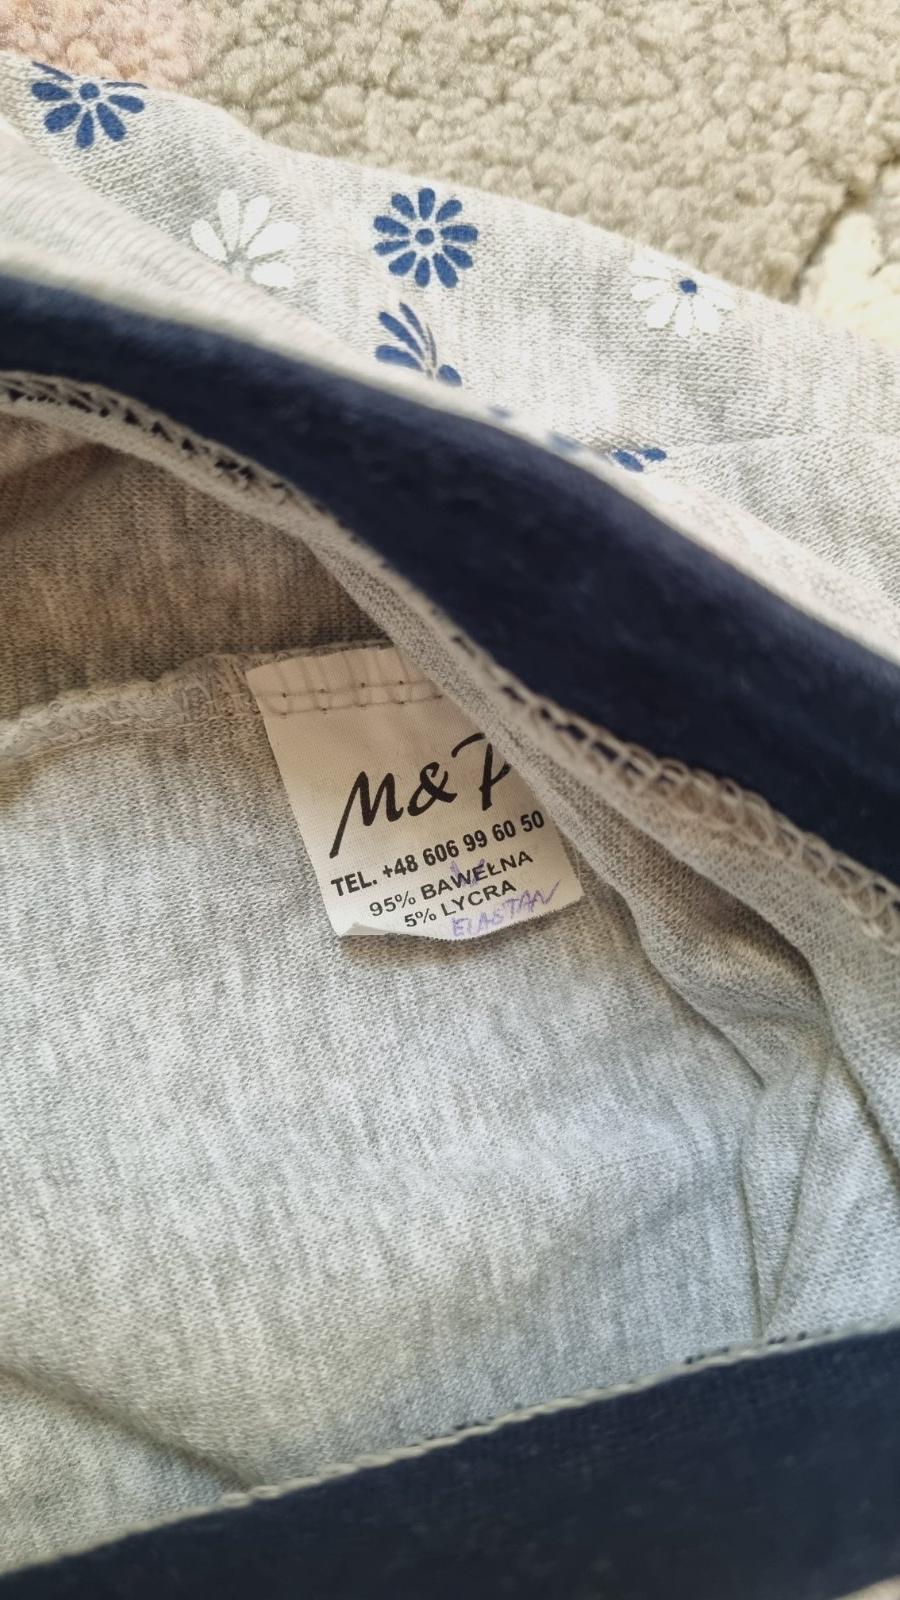 M& P
TEL. +48 606 99 60 50
95% BAWEŁNA
5% LYCRA
ELASTAN